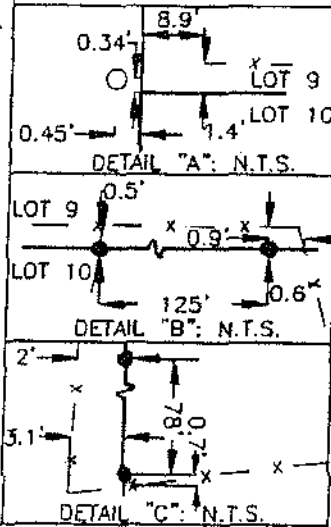 8.9'
0.34'
x
LOT 9
LOT 10
0.45'
1.4'
DETAIL "A": N.T.S.
0.5'
LOT 9
x x x
0.9'
LOT 10
0.6'
x
125'
DETAIL "B": N.T.S.
2'
x
78'
0.7'
3.1'
x x x x
DETAIL "C": N.T.S.